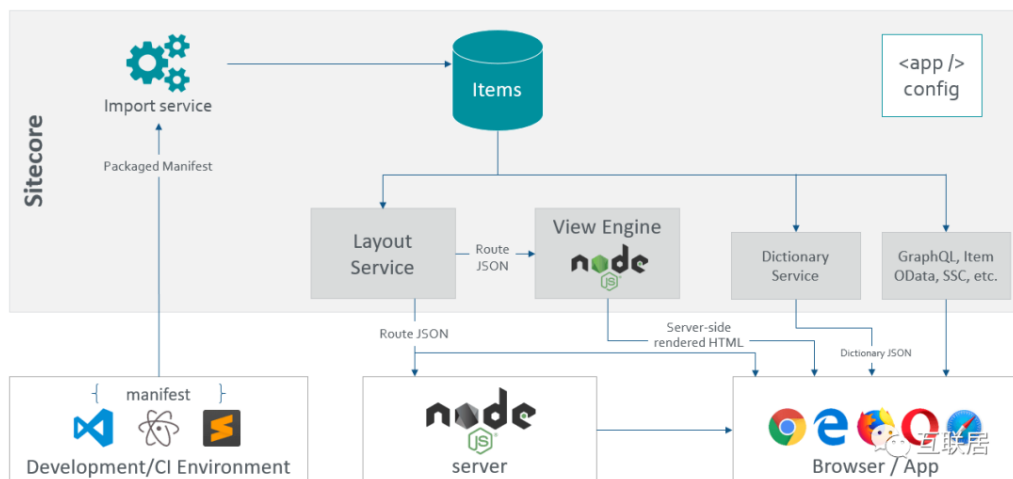 Import service
Items
<app />
config
Sitecore
Packaged Manifest
Layout
Service
Route
JSON
View Engine
node
JS
Dictionary
Service
GraphQL, Item
OData, SSC, etc.
Route JSON
Server-side
rendered HTML
Dictionary JSON
{ manifest }
Development/CI Environment
node
JS
server
互联居
Browser / App